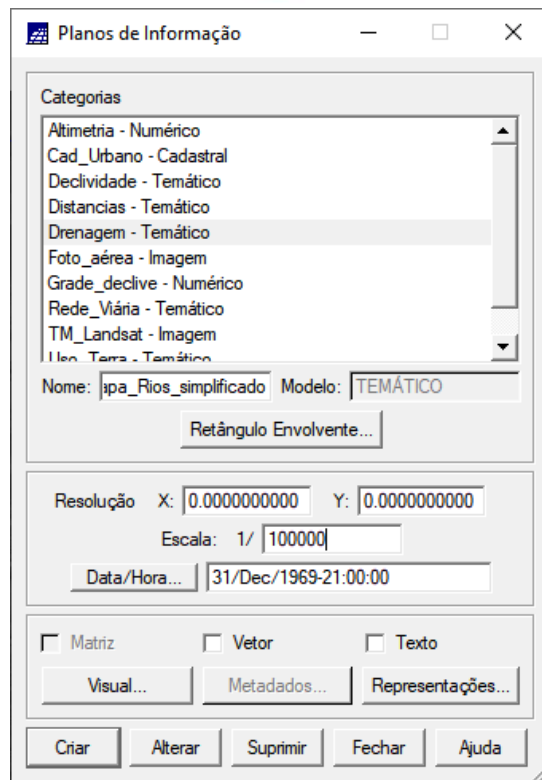 Planos de Informação
Categorias
Altimetria - Numérico
Cad_Urbano - Cadastral
Declividade - Temático
Distancias - Temático
Drenagem - Temático
Foto_aérea - Imagem
Grade_declive - Numérico
Rede_Viária - Temático
TM_Landsat - Imagem
Uso_Terra - Temático
Nome: apa_Rios_simplificado Modelo: TEMÁTICO
Retângulo Envolvente...
Resolução X: 0.0000000000 Y: 0.0000000000
Escala: 1/ 100000
Data/Hora... 31/Dec/1969-21:00:00
Matriz Vetor Texto
Visual... Metadados... Representações...
Criar Alterar Suprimir Fechar Ajuda